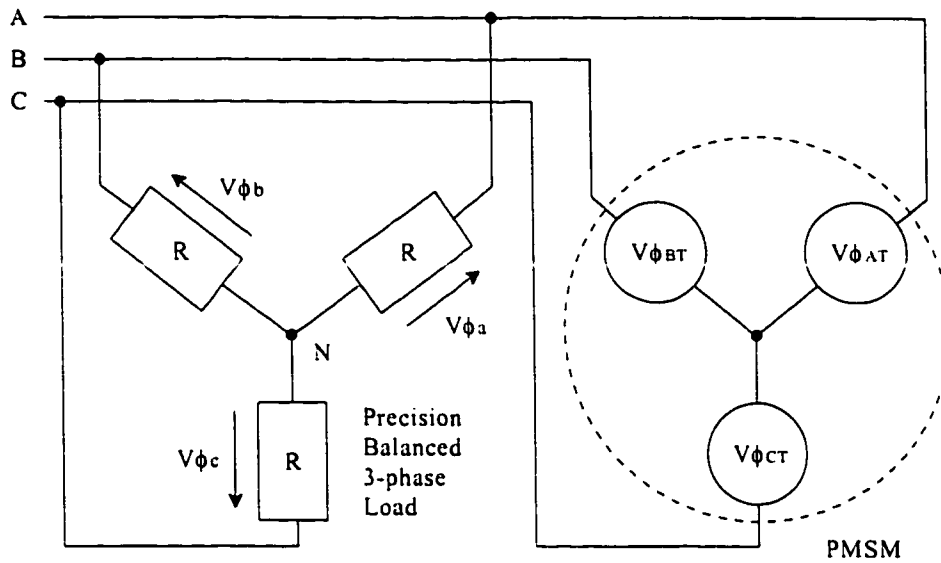 A
B
C
Vϕb
R
R
Vϕa
N
Vϕc
R
Precision
Balanced
3-phase
Load
VϕBT
VϕAT
VϕCT
PMSM